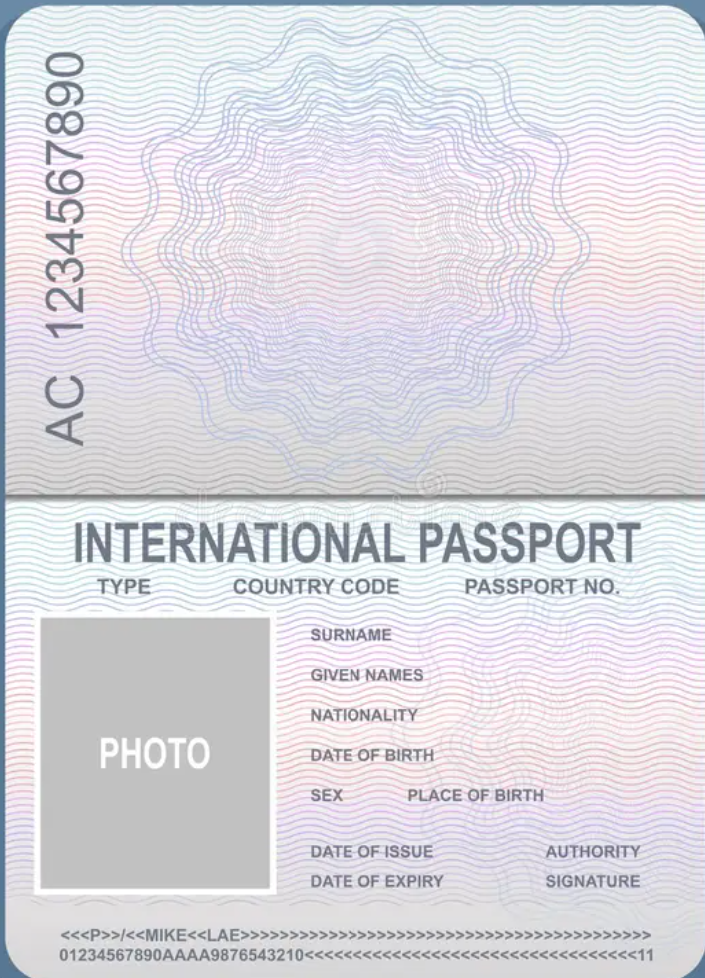 AC 1234567890
INTERNATIONAL PASSPORT
TYPE COUNTRY CODE PASSPORT NO.
SURNAME
GIVEN NAMES
NATIONALITY
DATE OF BIRTH
PHOTO
SEX PLACE OF BIRTH
DATE OF ISSUE AUTHORITY
DATE OF EXPIRY SIGNATURE
<<<P>>/<<MIKE<<LAE>>>>>>>>>>>>>>>>>>>>>>>>>>>>>>>>>>>>>>>>>>>>>>>>>>
01234567890AAAA9876543210<<<<<<<<<<<<<<<<<<<<<<<<<<<<<<<<<<11